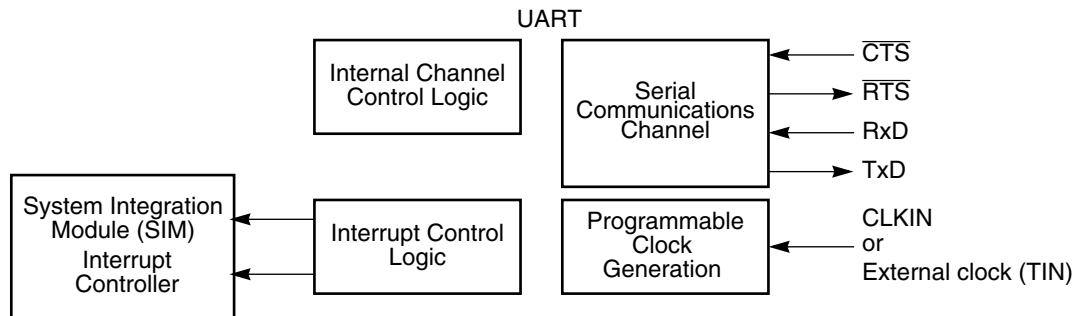 UART
Internal Channel
Control Logic
Serial
Communications
Channel
CTS
RTS
RxD
TxD
System Integration
Module (SIM)
Interrupt
Controller
Interrupt Control
Logic
Programmable
Clock
Generation
CLKIN
or
External clock (TIN)